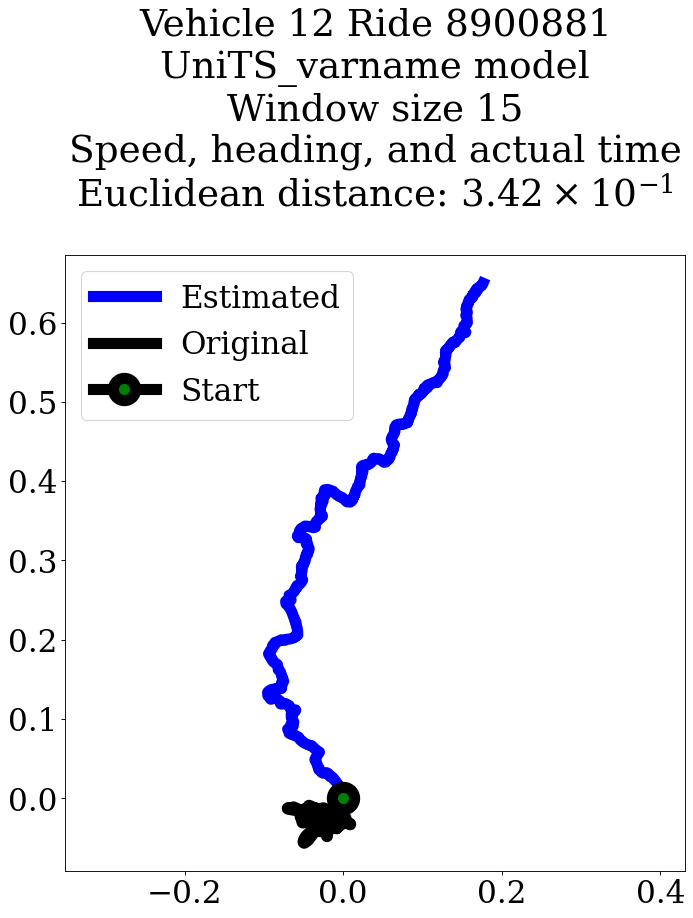 Vehicle 12 Ride 8900881
UniTS_varname model
Window size 15
Speed, heading, and actual time
Euclidean distance: 3.42 × 10⁻¹
Estimated
Original
Start
0.6
0.5
0.4
0.3
0.2
0.1
0.0
−0.2 0.0 0.2 0.4